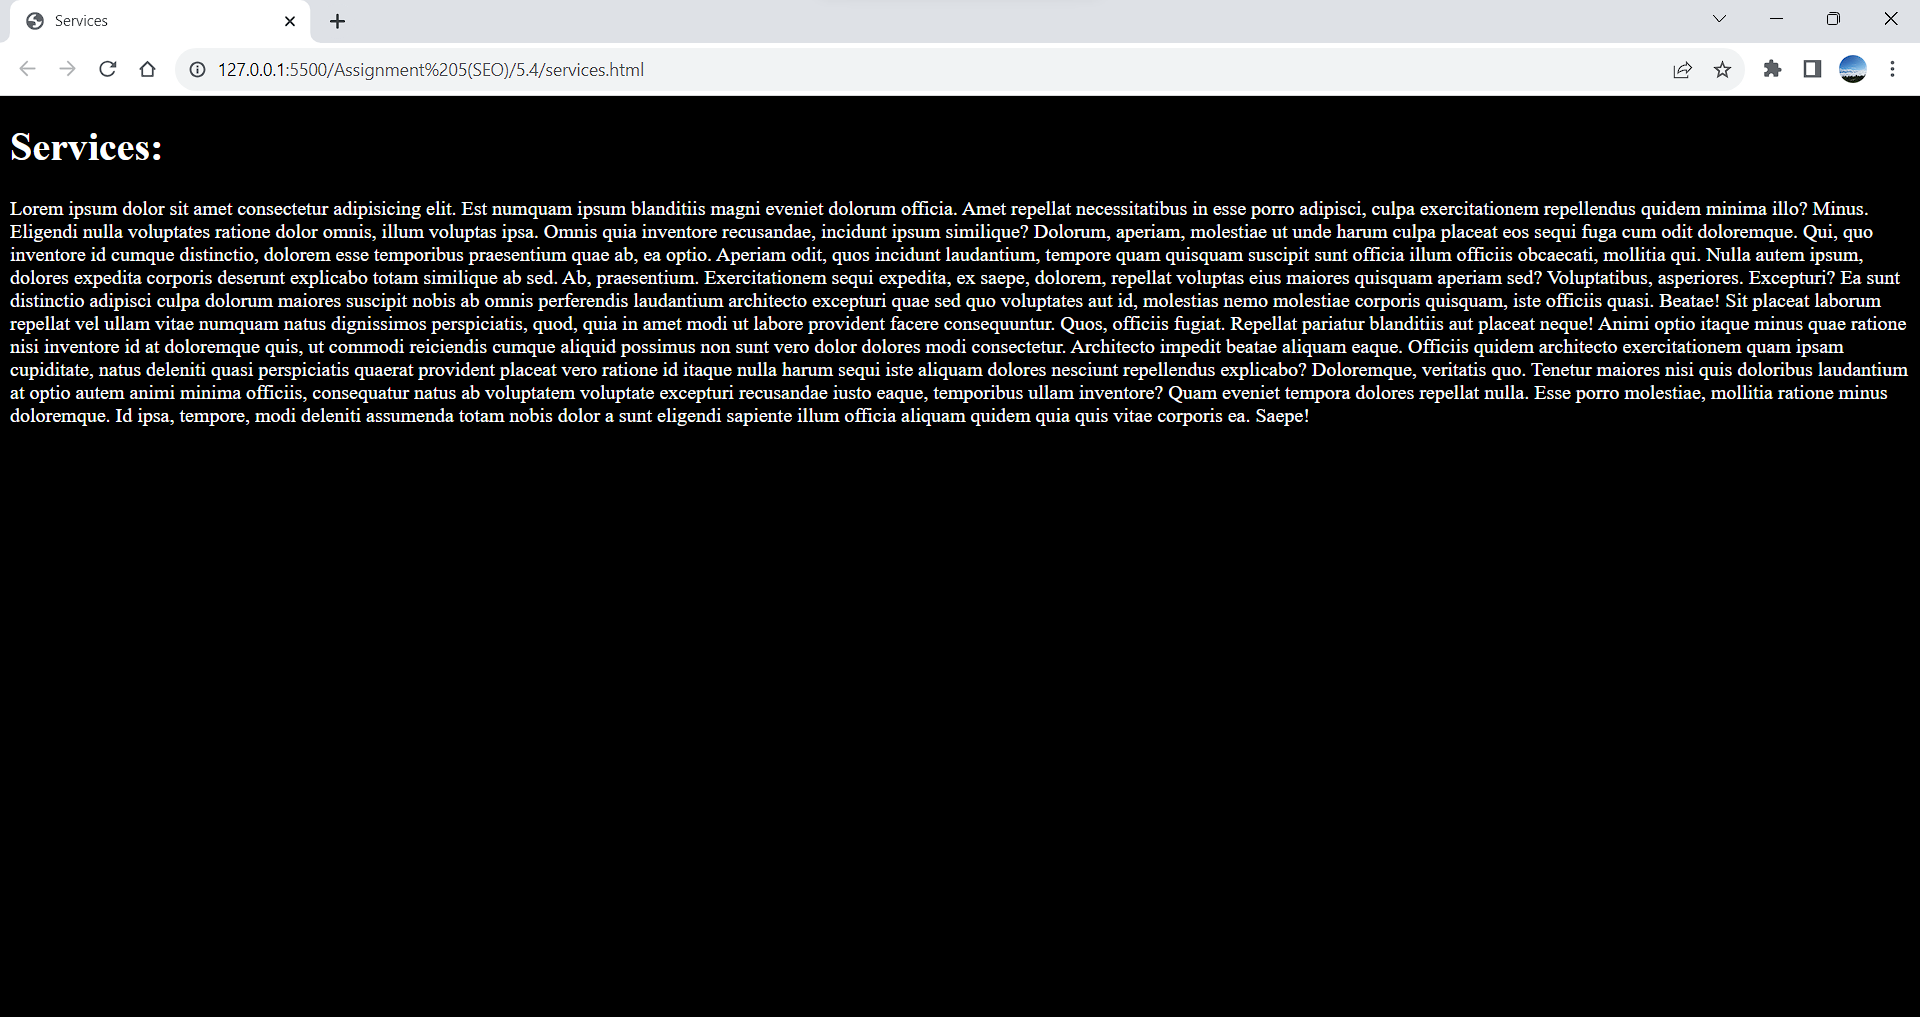 Services
127.0.0.1:5500/Assignment%205(SEO)/5.4/services.html
Services:
Lorem ipsum dolor sit amet consectetur adipisicing elit. Est numquam ipsum blanditiis magni eveniet dolorum officia. Amet repellat necessitatibus in esse porro adipisci, culpa exercitationem repellendus quidem minima illo? Minus.
Eligendi nulla voluptates ratione dolor omnis, illum voluptas ipsa. Omnis quia inventore recusandae, incidunt ipsum similique? Dolorum, aperiam, molestiae ut unde harum culpa placeat eos sequi fuga cum odit doloremque. Qui, quo
inventore id cumque distinctio, dolorem esse temporibus praesentium quae ab, ea optio. Aperiam odit, quos incidunt laudantium, tempore quam quisquam suscipit sunt officia illum officiis obcaecati, mollitia qui. Nulla autem ipsum,
dolores expedita corporis deserunt explicabo totam similique ab sed. Ab, praesentium. Exercitationem sequi expedita, ex saepe, dolorem, repellat voluptas eius maiores quisquam aperiam sed? Voluptatibus, asperiores. Excepturi? Ea sunt
distinctio adipisci culpa dolorum maiores suscipit nobis ab omnis perferendis laudantium architecto excepturi quae sed quo voluptates aut id, molestias nemo molestiae corporis quisquam, iste officiis quasi. Beatae! Sit placeat laborum
repellat vel ullam vitae numquam natus dignissimos perspiciatis, quod, quia in amet modi ut labore provident facere consequuntur. Quos, officiis fugiat. Repellat pariatur blanditiis aut placeat neque! Animi optio itaque minus quae ratione
nisi inventore id at doloremque quis, ut commodi reiciendis cumque aliquid possimus non sunt vero dolor dolores modi consectetur. Architecto impedit beatae aliquam eaque. Officiis quidem architecto exercitationem quam ipsam
cupiditate, natus deleniti quasi perspiciatis quaerat provident placeat vero ratione id itaque nulla harum sequi iste aliquam dolores nesciunt repellendus explicabo? Doloremque, veritatis quo. Tenetur maiores nisi quis doloribus laudantium
at optio autem animi minima officiis, consequatur natus ab voluptatem voluptate excepturi recusandae iusto eaque, temporibus ullam inventore? Quam eveniet tempora dolores repellat nulla. Esse porro molestiae, mollitia ratione minus
doloremque. Id ipsa, tempore, modi deleniti assumenda totam nobis dolor a sunt eligendi sapiente illum officia aliquam quidem quia quis vitae corporis ea. Saepe!